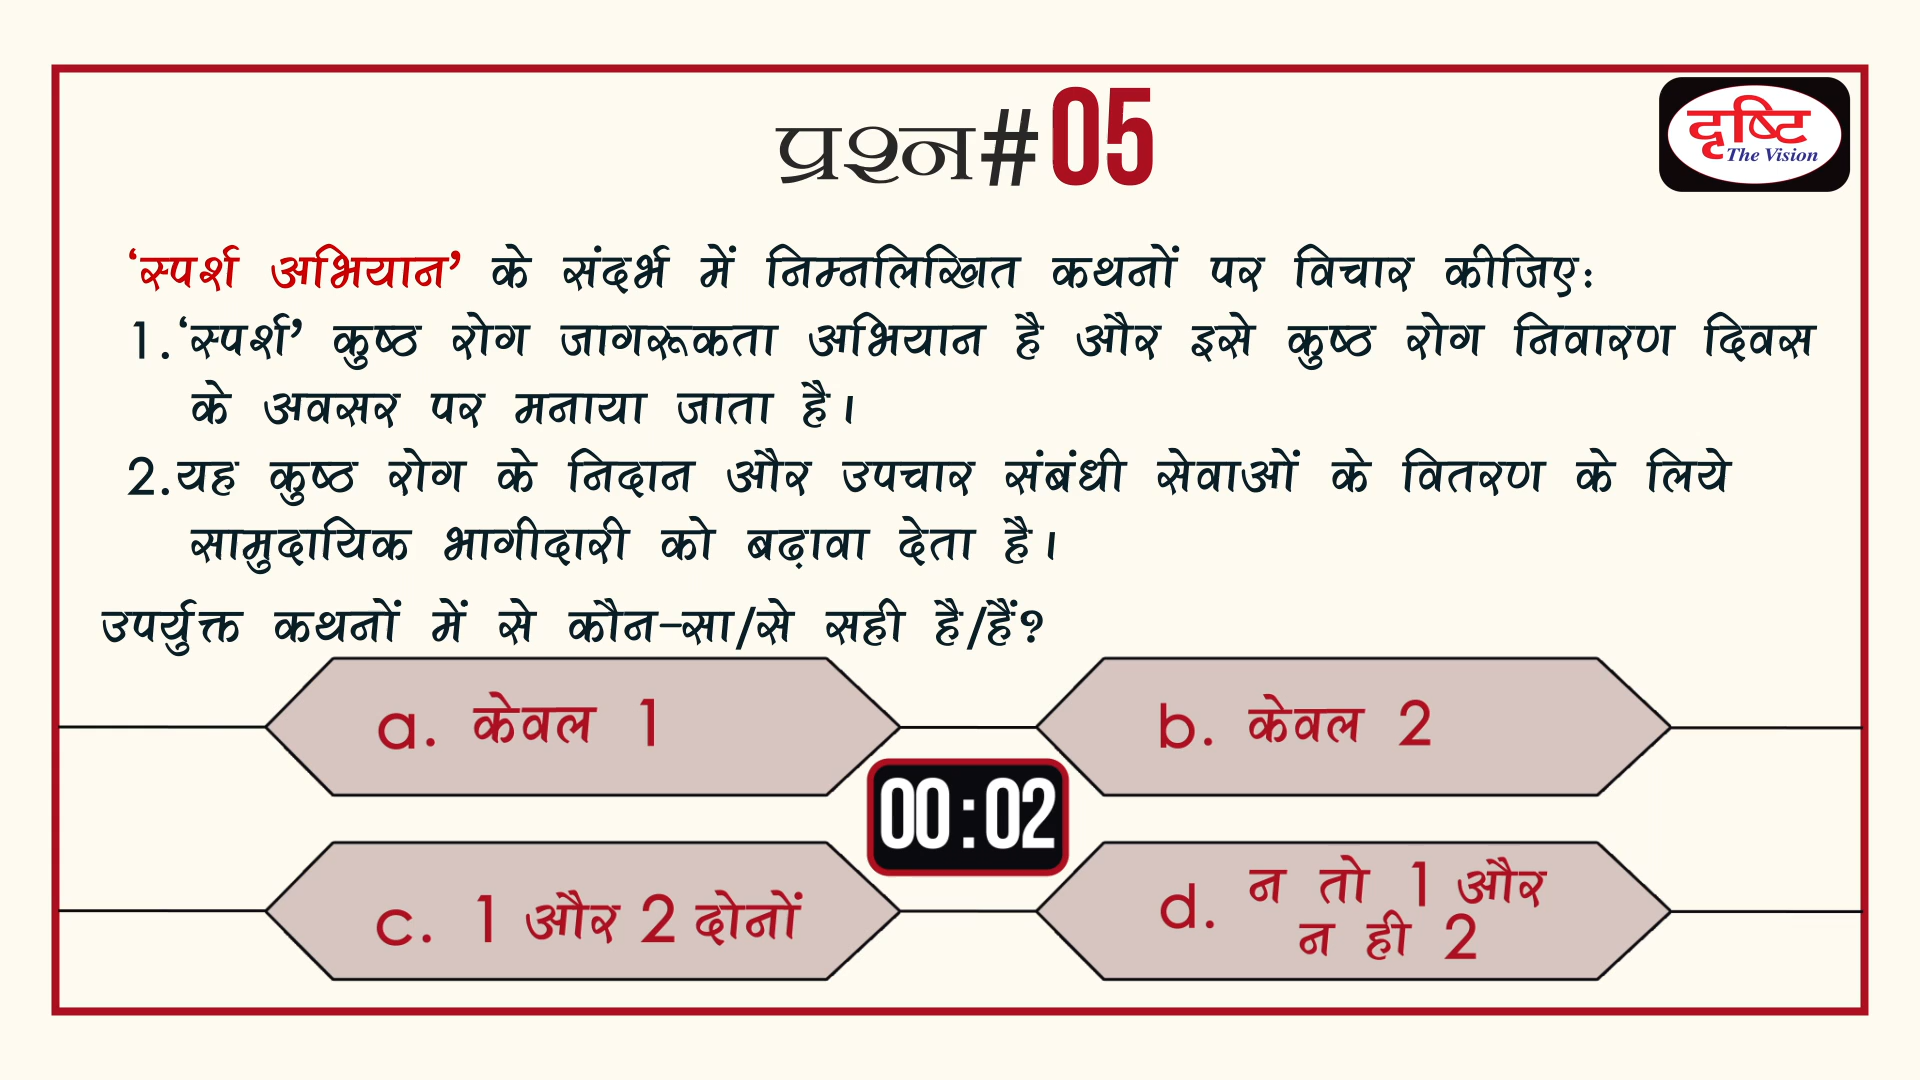 प्रश्न#05
दृष्टि
The Vision
‘स्पर्श अभियान’ के संदर्भ में निम्नलिखित कथनों पर विचार कीजिए:
1.‘स्पर्श’ कुष्ठ रोग जागरूकता अभियान है और इसे कुष्ठ रोग निवारण दिवस
के अवसर पर मनाया जाता है।
2.यह कुष्ठ रोग के निदान और उपचार संबंधी सेवाओं के वितरण के लिये
सामुदायिक भागीदारी को बढ़ावा देता है।
उपर्युक्त कथनों में से कौन-सा/से सही है/हैं?
a. केवल 1
b. केवल 2
00:02
c. 1 और 2 दोनों
d. न तो 1 और
न ही 2